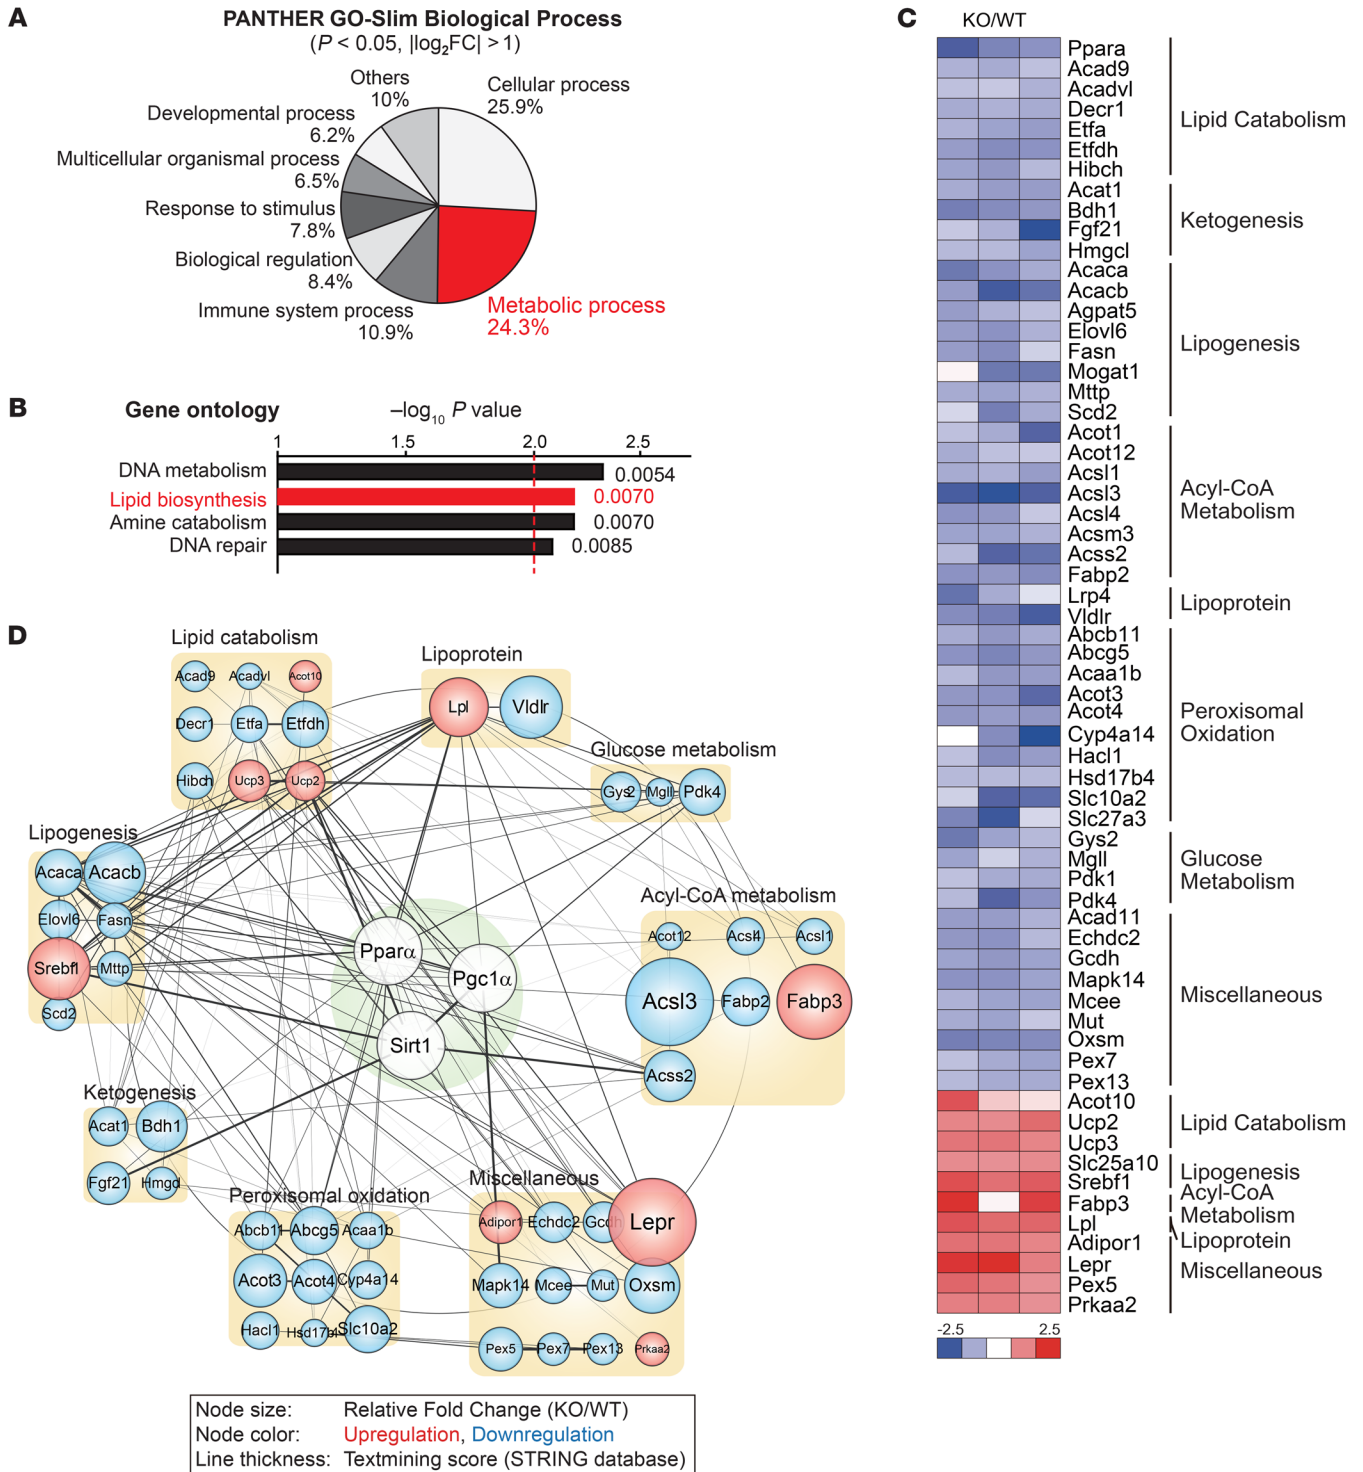 A
PANTHER GO-Slim Biological Process
(P < 0.05, |log2FC| >1)
Others
10%
Cellular process
25.9%
Developmental process
6.2%
Multicellular organismal process
6.5%
Response to stimulus
7.8%
Biological regulation
8.4%
Immune system process
10.9%
Metabolic process
24.3%
B
Gene ontology
–log10 P value
1
1.5
2.0
2.5
DNA metabolism
0.0054
Lipid biosynthesis
0.0070
Amine catabolism
0.0070
DNA repair
0.0085
C
KO/WT
Ppara
Acad9
Acadvl
Decr1
Etfa
Etfdh
Hibch
Lipid Catabolism
Acat1
Bdh1
Fgf21
Hmgcl
Ketogenesis
Acaca
Acacb
Agpat5
Elovl6
Fasn
Mogat1
Mttp
Scd2
Lipogenesis
Acot1
Acot12
Acsl1
Acsl3
Acsl4
Acsm3
Acss2
Fabp2
Acyl-CoA
Metabolism
Lrp4
Vldlr
Lipoprotein
Abcb11
Abcg5
Acaa1b
Acot3
Acot4
Cyp4a14
Hacl1
Hsd17b4
Slc10a2
Slc27a3
Peroxisomal
Oxidation
Gys2
Mgll
Pdk1
Pdk4
Glucose
Metabolism
Acad11
Echdc2
Gcdh
Mapk14
Mcee
Mut
Oxsm
Pex7
Pex13
Miscellaneous
Acot10
Ucp2
Ucp3
Lipid Catabolism
Slc25a10
Srebf1
Lipogenesis
Fabp3
Acyl-CoA
Metabolism
Lpl
Lipoprotein
Adipor1
Lepr
Pex5
Prkaa2
Miscellaneous
-2.5
2.5
D
Lipid catabolism
Acad9
Acadvl
Acot10
Decr1
Etfa
Etfdh
Hibch
Ucp3
Ucp2
Lipoprotein
Lpl
Vldlr
Glucose metabolism
Gys2
Mgll
Pdk4
Lipogenesis
Acaca
Acacb
Elovl6
Fasn
Srebf1
Mttp
Scd2
Pparα
Pgc1α
Sirt1
Acyl-CoA metabolism
Acot12
Acsl4
Acsl1
Acsl3
Fabp2
Fabp3
Acss2
Ketogenesis
Acat1
Bdh1
Fgf21
Hmgcl
Peroxisomal oxidation
Abcb11
Abcg5
Acaa1b
Acot3
Acot4
Cyp4a14
Hacl1
Hsd17b4
Slc10a2
Miscellaneous
Adipor1
Echdc2
Gcdh
Lepr
Mapk14
Mcee
Mut
Oxsm
Pex5
Pex7
Pex13
Prkaa2
Node size: Relative Fold Change (KO/WT)
Node color: Upregulation, Downregulation
Line thickness: Textmining score (STRING database)